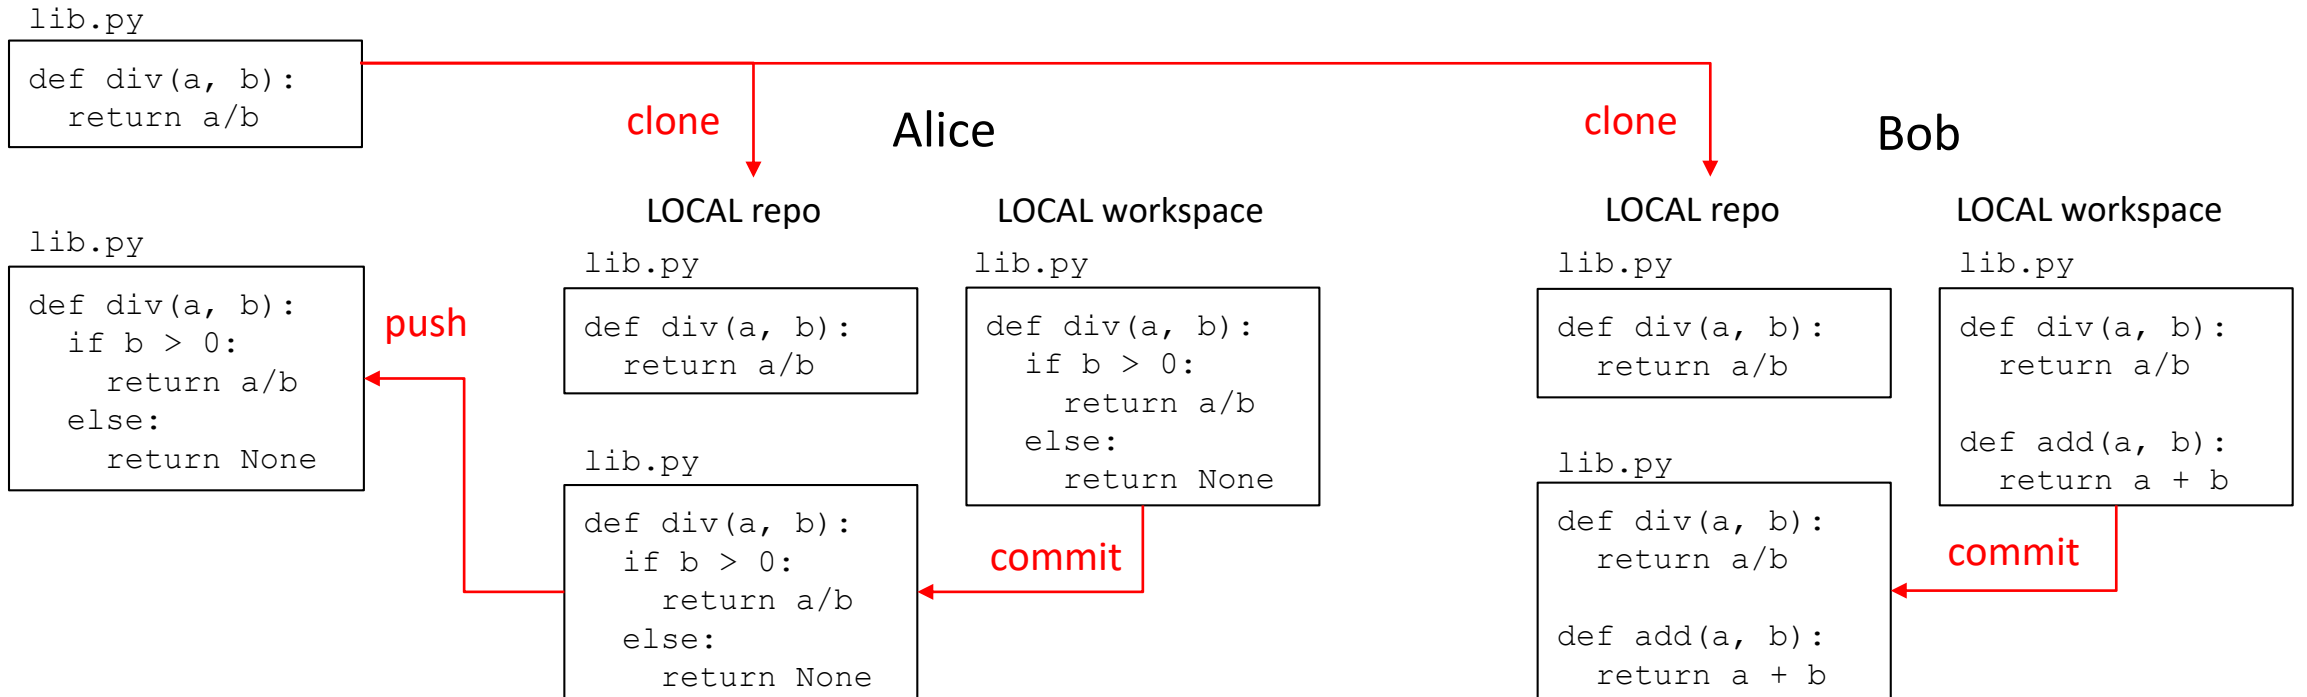 lib.py
def div(a, b):
  return a/b
clone
Alice
clone
Bob
lib.py
def div(a, b):
  if b > 0:
    return a/b
  else:
    return None
push
LOCAL repo
lib.py
def div(a, b):
  return a/b
lib.py
def div(a, b):
  if b > 0:
    return a/b
  else:
    return None
LOCAL workspace
lib.py
def div(a, b):
  if b > 0:
    return a/b
  else:
    return None
commit
LOCAL repo
lib.py
def div(a, b):
  return a/b
lib.py
def div(a, b):
  return a/b
def add(a, b):
  return a + b
LOCAL workspace
lib.py
def div(a, b):
  return a/b
def add(a, b):
  return a + b
commit